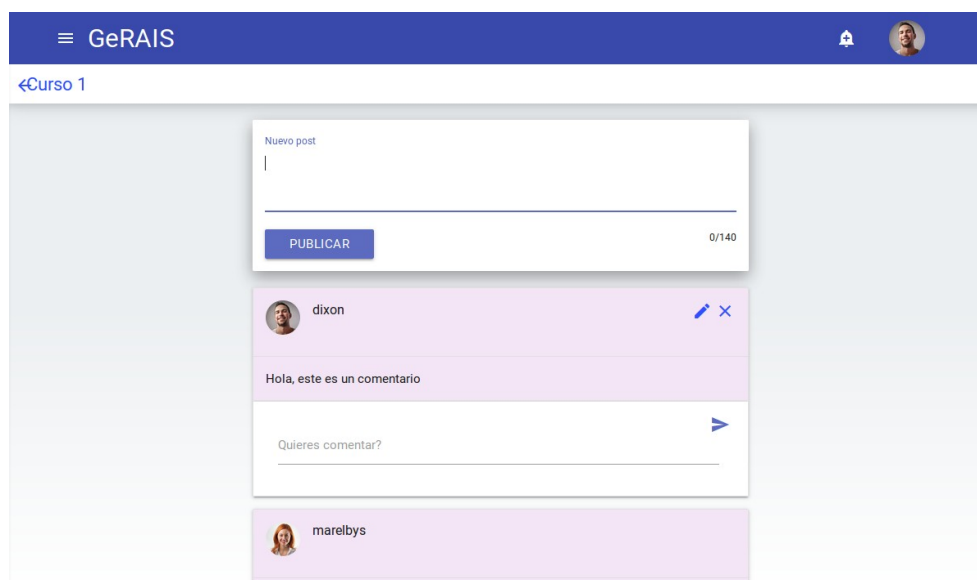 GeRAIS
Curso 1
Nuevo post
PUBLICAR
0/140
dixon
Hola, este es un comentario
Quieres comentar?
marelbys